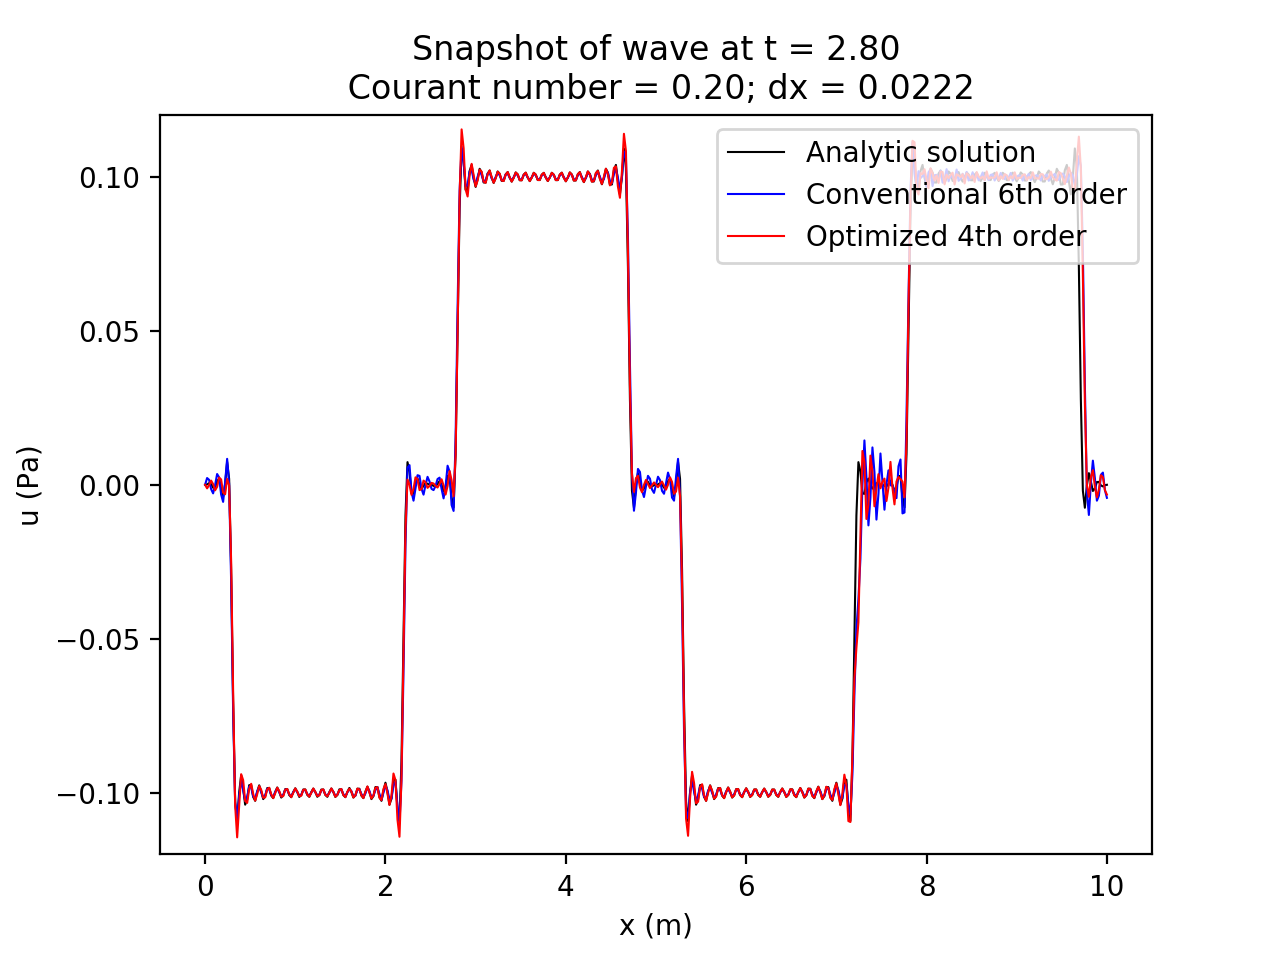 Snapshot of wave at t = 2.80
Courant number = 0.20; dx = 0.0222
Analytic solution
Conventional 6th order
Optimized 4th order
0.10
0.05
0.00
−0.05
−0.10
u (Pa)
0 2 4 6 8 10
x (m)